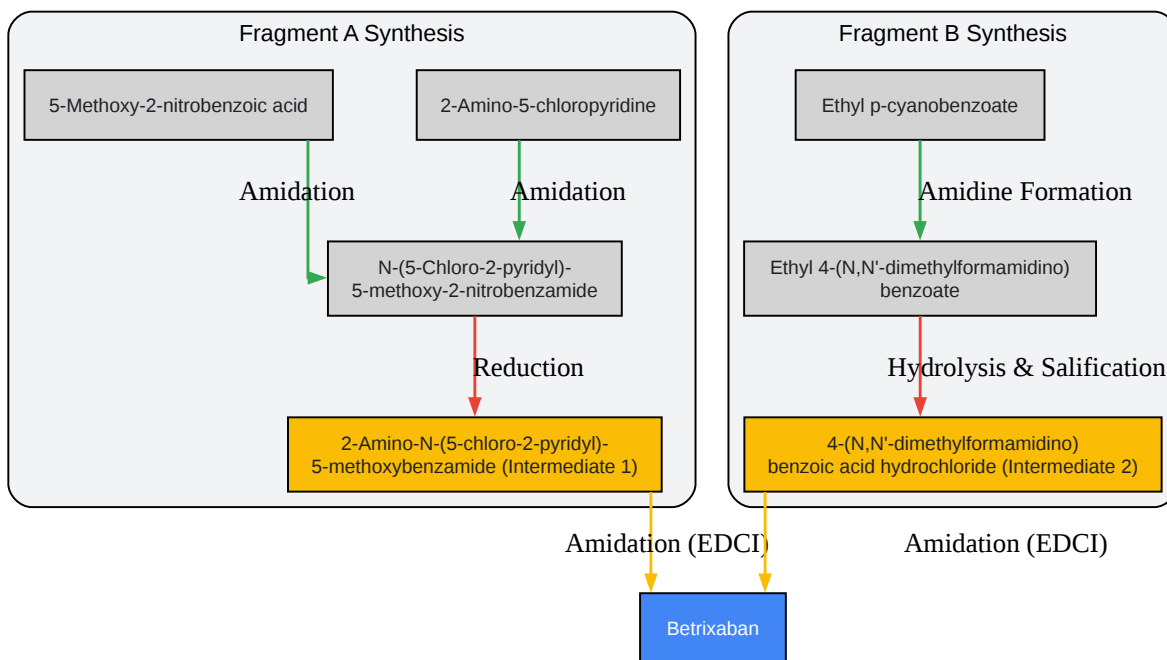 Fragment A Synthesis
Fragment B Synthesis
5-Methoxy-2-nitrobenzoic acid
2-Amino-5-chloropyridine
Ethyl p-cyanobenzoate
Amidation
Amidation
Amidine Formation
N-(5-Chloro-2-pyridyl)-
5-methoxy-2-nitrobenzamide
Ethyl 4-(N,N'-dimethylformamidino)
benzoate
Reduction
Hydrolysis & Salification
2-Amino-N-(5-chloro-2-pyridyl)-
5-methoxybenzamide (Intermediate 1)
4-(N,N'-dimethylformamidino)
benzoic acid hydrochloride (Intermediate 2)
Amidation (EDCI)
Amidation (EDCI)
Betrixaban